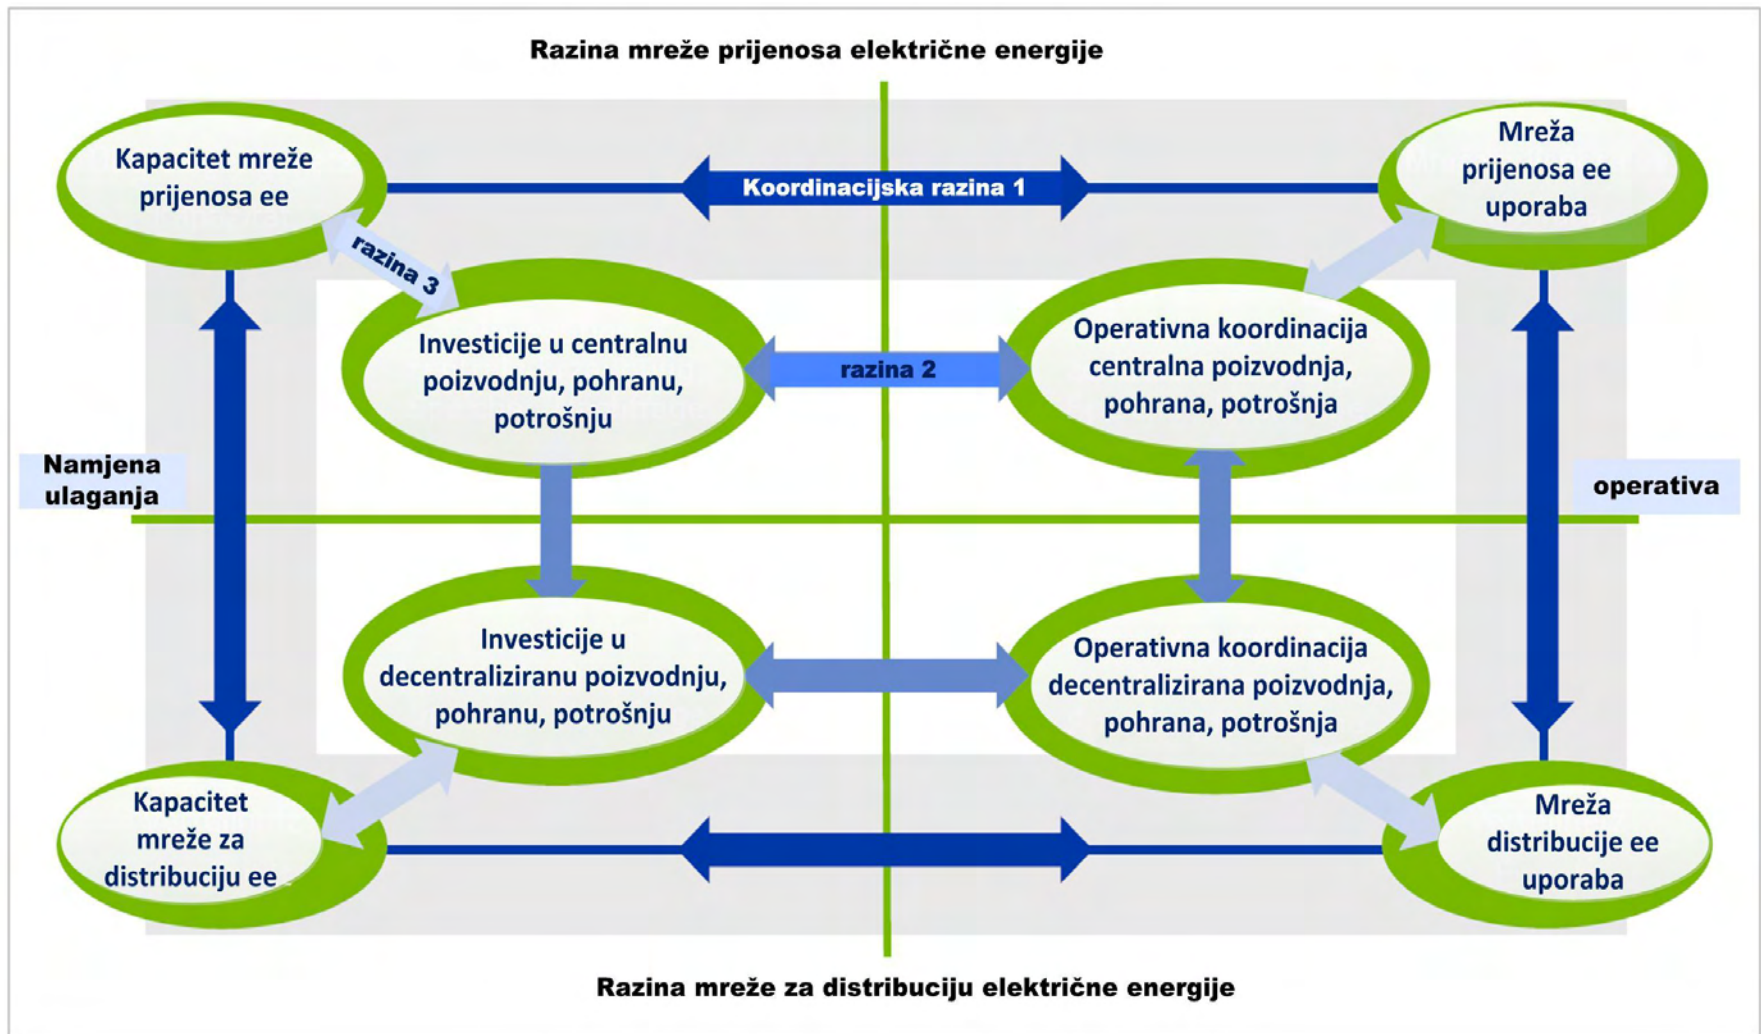 Razina mreže prijenosa električne energije
Kapacitet mreže
prijenosa ee
Koordinacijska razina 1
Mreža
prijenosa ee
uporaba
razina 3
Investicije u centralnu
poizvodnju, pohranu,
potrošnju
razina 2
Operativna koordinacija
centralna poizvodnja,
pohrana, potrošnja
Namjena
ulaganja
operativa
Investicije u
decentraliziranu poizvodnju,
pohranu, potrošnju
Operativna koordinacija
decentralizirana poizvodnja,
pohrana, potrošnja
Kapacitet
mreže za
distribuciju ee
Mreža
distribucije ee
uporaba
Razina mreže za distribuciju električne energije